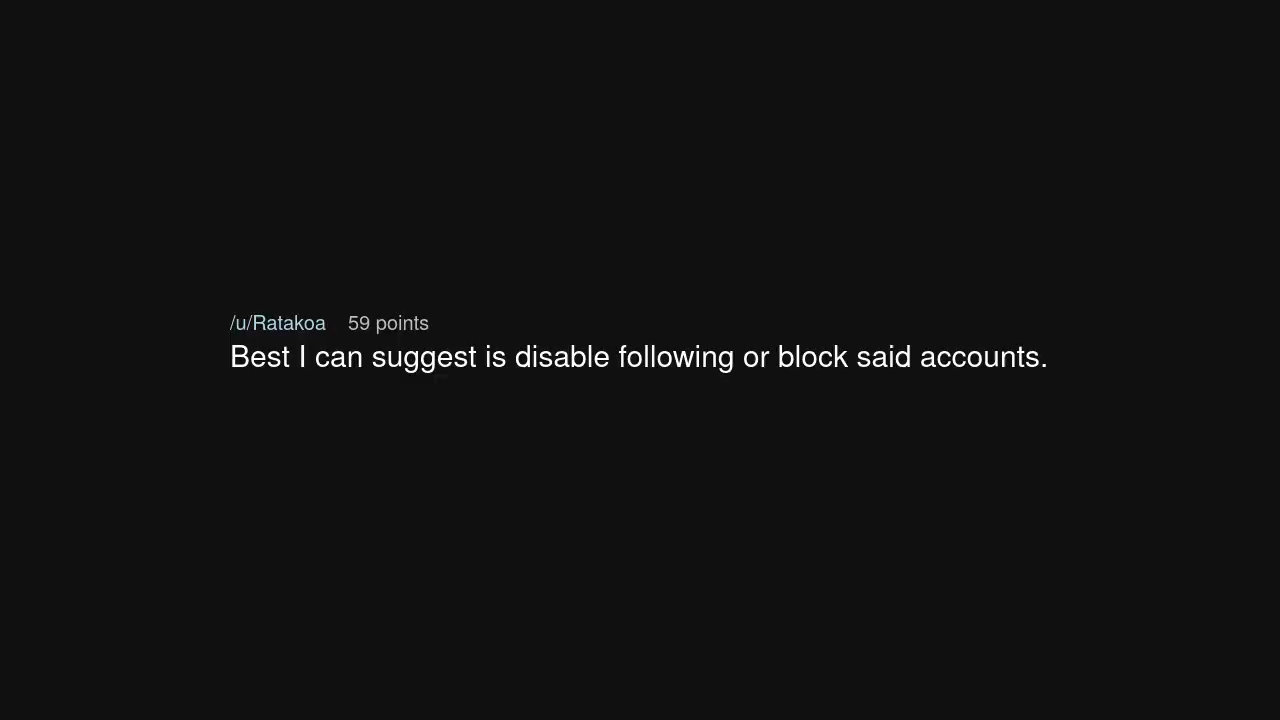 /u/Ratakoa 59 points
Best I can suggest is disable following or block said accounts.